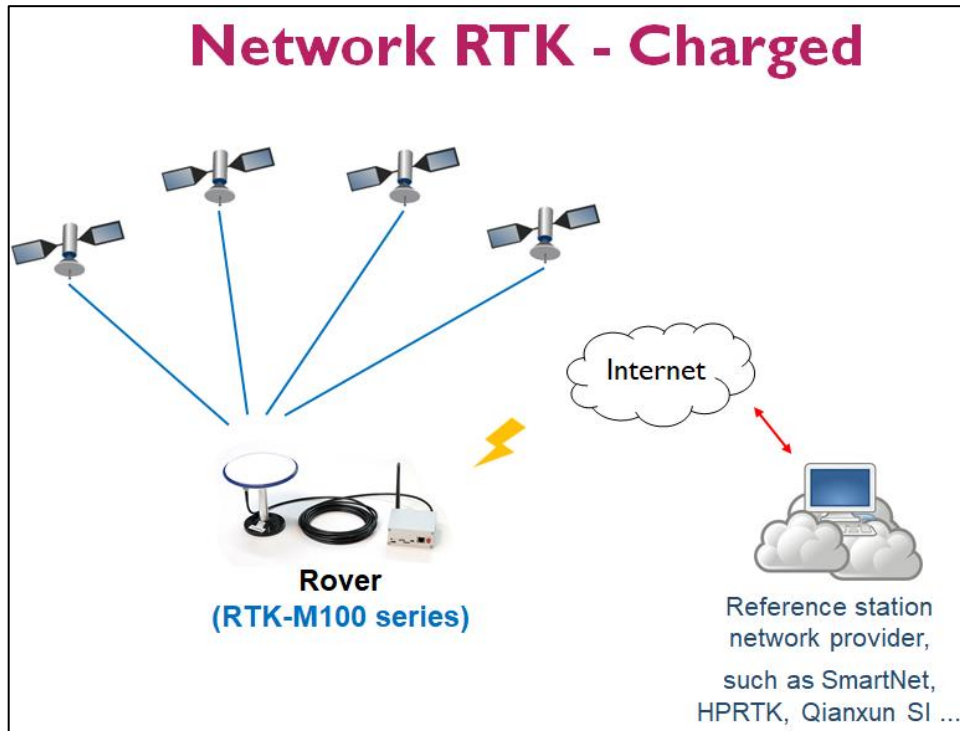 Network RTK - Charged
Internet
Rover
(RTK-M100 series)
Reference station
network provider,
such as SmartNet,
HPRTK, Qianxun SI ...